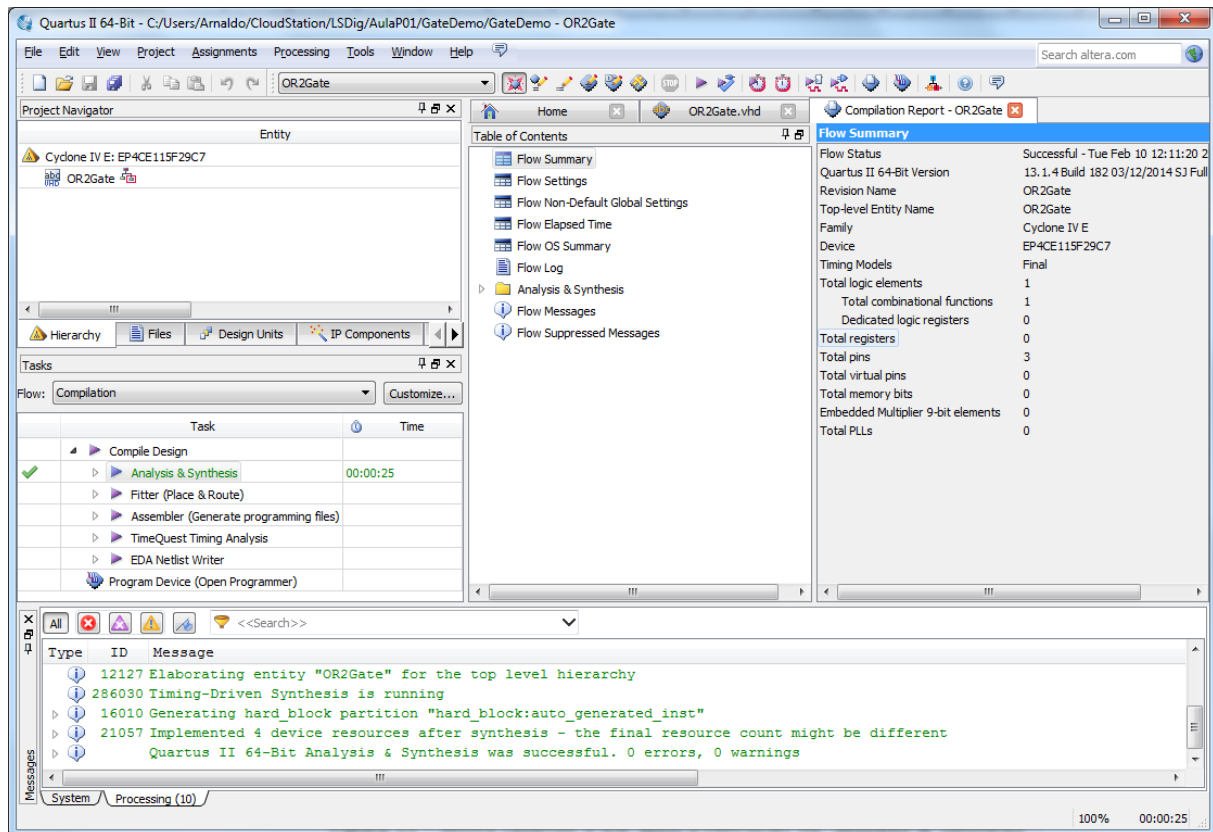 Quartus II 64-Bit - C:/Users/Arnaldo/CloudStation/LSDig/AulaP01/GateDemo/GateDemo - OR2Gate
File Edit View Project Assignments Processing Tools Window Help
Search altera.com
OR2Gate
STOP
Project Navigator
Entity
Cyclone IV E: EP4CE115F29C7
abd VHD OR2Gate
Hierarchy Files Design Units IP Components
Tasks
Flow: Compilation Customize...
Task Time
Compile Design
Analysis & Synthesis 00:00:25
Fitter (Place & Route)
Assembler (Generate programming files)
TimeQuest Timing Analysis
EDA Netlist Writer
Program Device (Open Programmer)
Home OR2Gate.vhd Compilation Report - OR2Gate
Table of Contents
Flow Summary
Flow Settings
Flow Non-Default Global Settings
Flow Elapsed Time
Flow OS Summary
Flow Log
Analysis & Synthesis
Flow Messages
Flow Suppressed Messages
Flow Summary
Flow Status Successful - Tue Feb 10 12:11:20 2
Quartus II 64-Bit Version 13.1.4 Build 182 03/12/2014 SJ Full
Revision Name OR2Gate
Top-level Entity Name OR2Gate
Family Cyclone IV E
Device EP4CE115F29C7
Timing Models Final
Total logic elements 1
Total combinational functions 1
Dedicated logic registers 0
Total registers 0
Total pins 3
Total virtual pins 0
Total memory bits 0
Embedded Multiplier 9-bit elements 0
Total PLLs 0
All <<Search>>
Type ID Message
12127 Elaborating entity "OR2Gate" for the top level hierarchy
286030 Timing-Driven Synthesis is running
16010 Generating hard_block partition "hard_block:auto_generated_inst"
21057 Implemented 4 device resources after synthesis - the final resource count might be different
Quartus II 64-Bit Analysis & Synthesis was successful. 0 errors, 0 warnings
Messages
System Processing (10)
100% 00:00:25